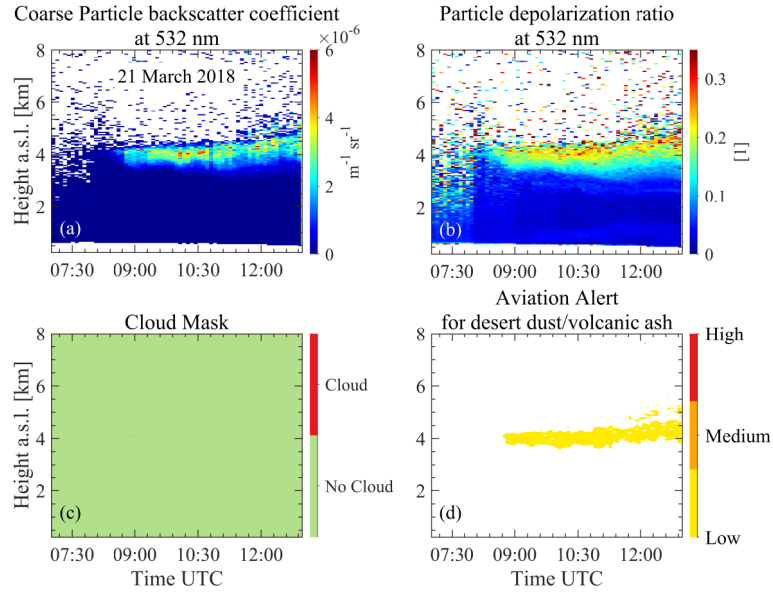 Coarse Particle backscatter coefficient
at 532 nm
×10⁻⁶
21 March 2018
Height a.s.l. [km]
8
6
4
2
(a)
07:30 09:00 10:30 12:00
6
4
2
0
m⁻¹ sr⁻¹
Particle depolarization ratio
at 532 nm
8
6
4
2
(b)
07:30 09:00 10:30 12:00
0.3
0.2
0.1
0
[1]
Cloud Mask
Height a.s.l. [km]
8
6
4
2
(c)
07:30 09:00 10:30 12:00
Time UTC
Cloud
No Cloud
Aviation Alert
for desert dust/volcanic ash
8
6
4
2
(d)
07:30 09:00 10:30 12:00
Time UTC
High
Medium
Low